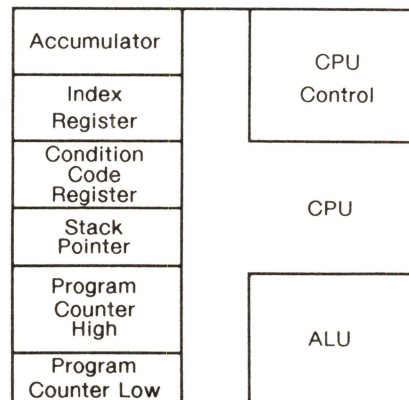 Accumulator
Index
Register
Condition
Code
Register
Stack
Pointer
Program
Counter
High
Program
Counter Low
CPU
Control
CPU
ALU